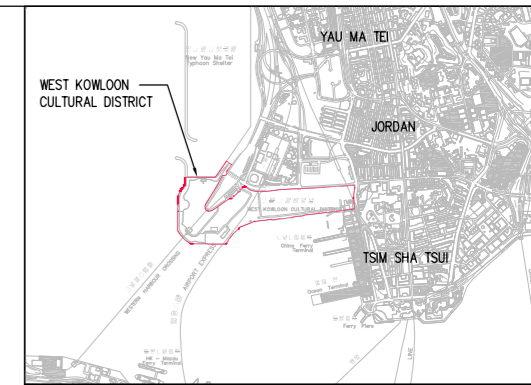 YAU MA TEI
New Yau Ma Tei
Typhoon Shelter
WEST KOWLOON
CULTURAL DISTRICT
JORDAN
WEST KOWLOON CULTURAL DISTRICT
China Ferry
Terminal
TSIM SHA TSUI
WESTERN HARBOUR CROSSING
AIRPORT EXPRESS
Ocean Terminal
Ferry Piers
HK - Macau
Ferry Terminal
LINE